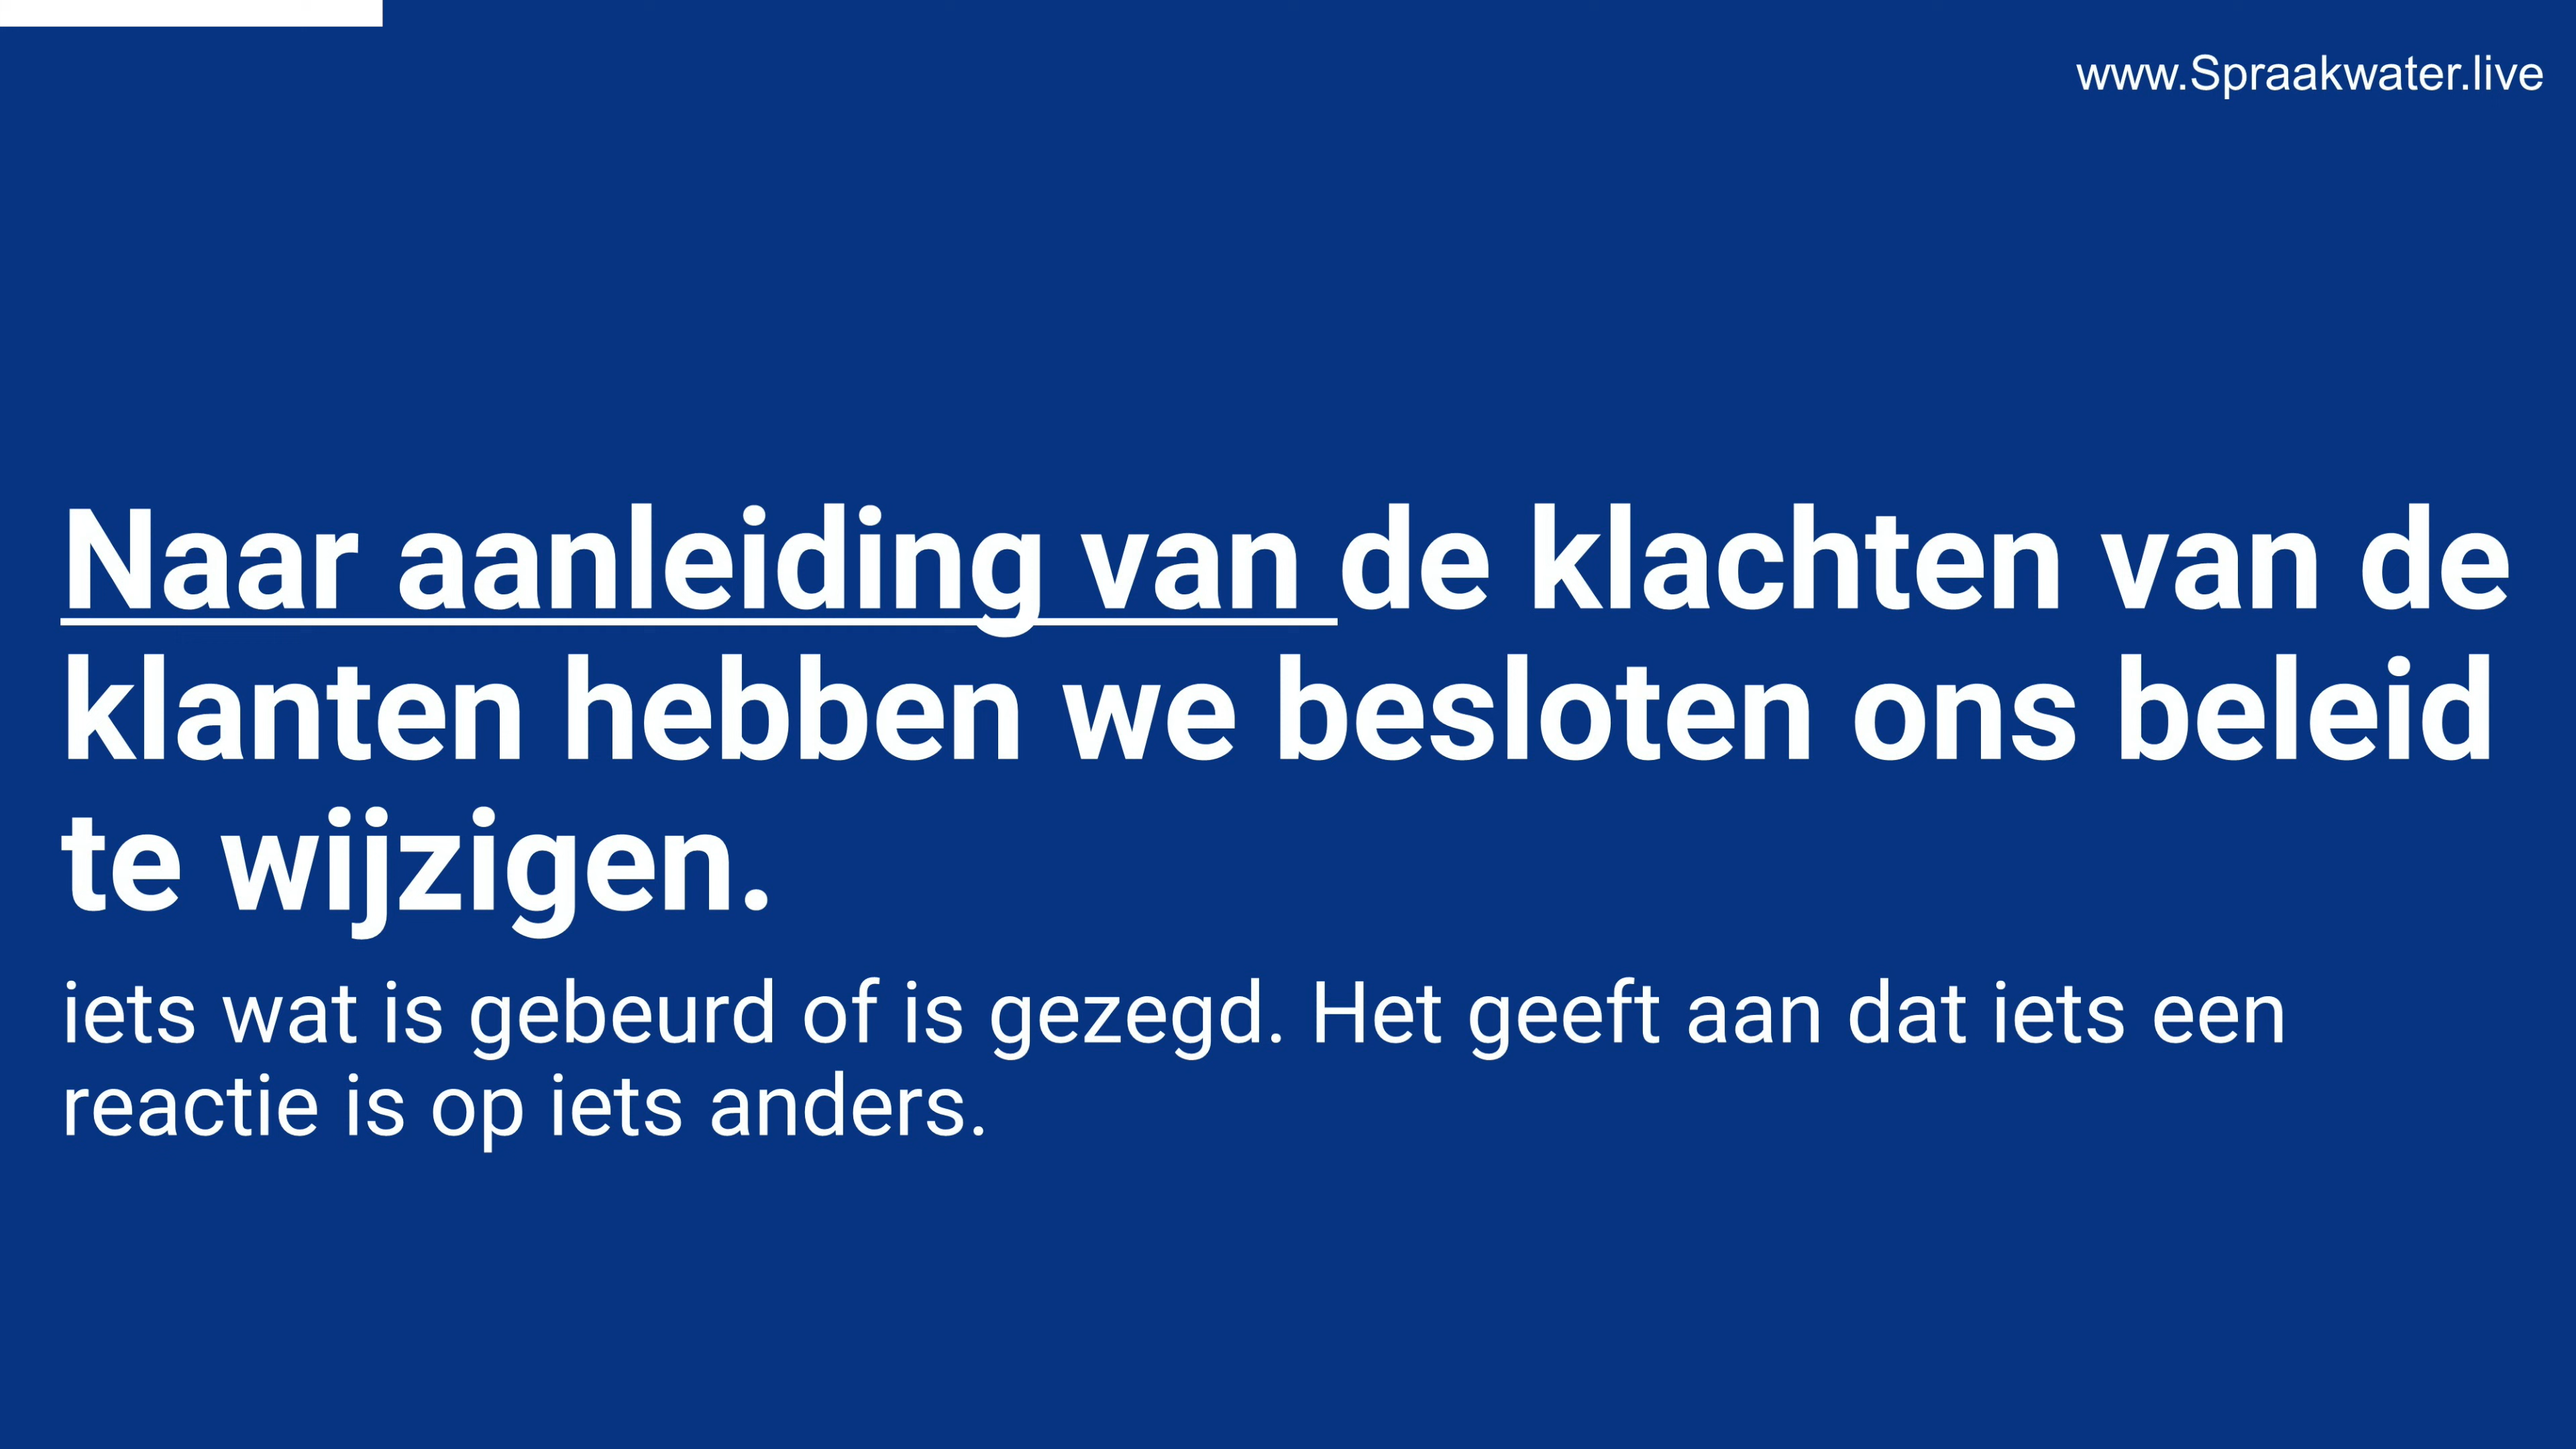 www.Spraakwater.live
Naar aanleiding van de klachten van de
klanten hebben we besloten ons beleid
te wijzigen.
iets wat is gebeurd of is gezegd. Het geeft aan dat iets een
reactie is op iets anders.